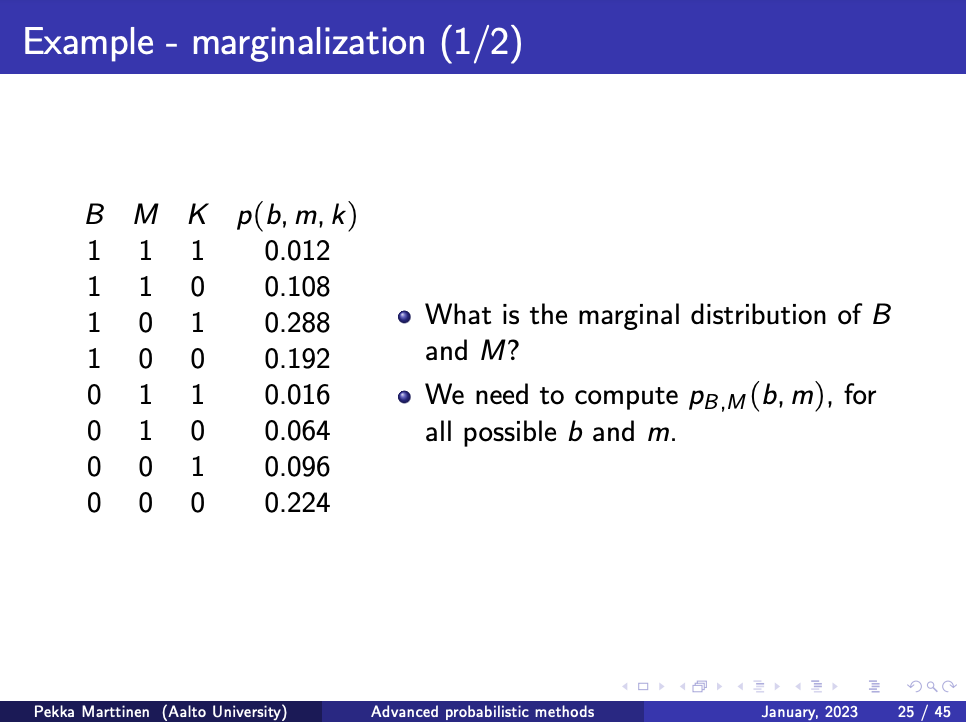 Example - marginalization (1/2)
B M K p(b, m, k)
1 1 1 0.012
1 1 0 0.108
1 0 1 0.288
1 0 0 0.192
0 1 1 0.016
0 1 0 0.064
0 0 1 0.096
0 0 0 0.224
What is the marginal distribution of B
and M?
We need to compute p_{B,M}(b, m), for
all possible b and m.
Pekka Marttinen (Aalto University) Advanced probabilistic methods January, 2023 25 / 45